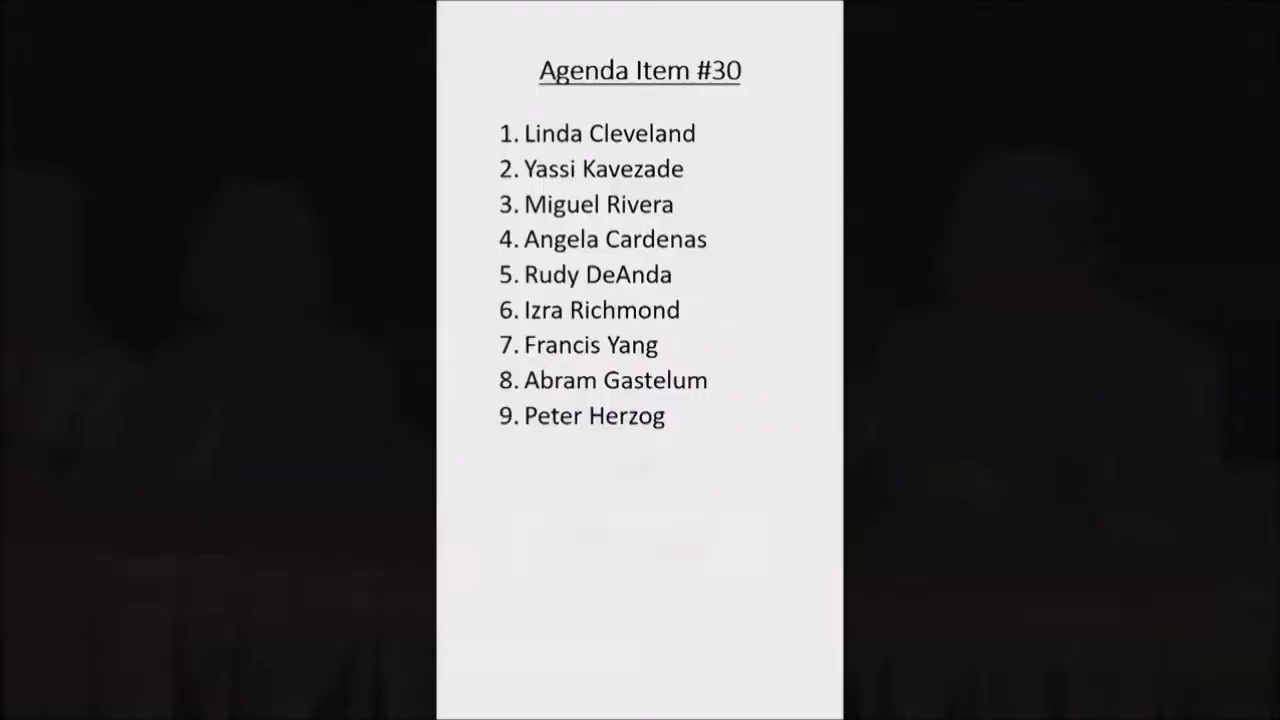 Agenda Item #30
1. Linda Cleveland
2. Yassi Kavezade
3. Miguel Rivera
4. Angela Cardenas
5. Rudy DeAnda
6. Izra Richmond
7. Francis Yang
8. Abram Gastelum
9. Peter Herzog